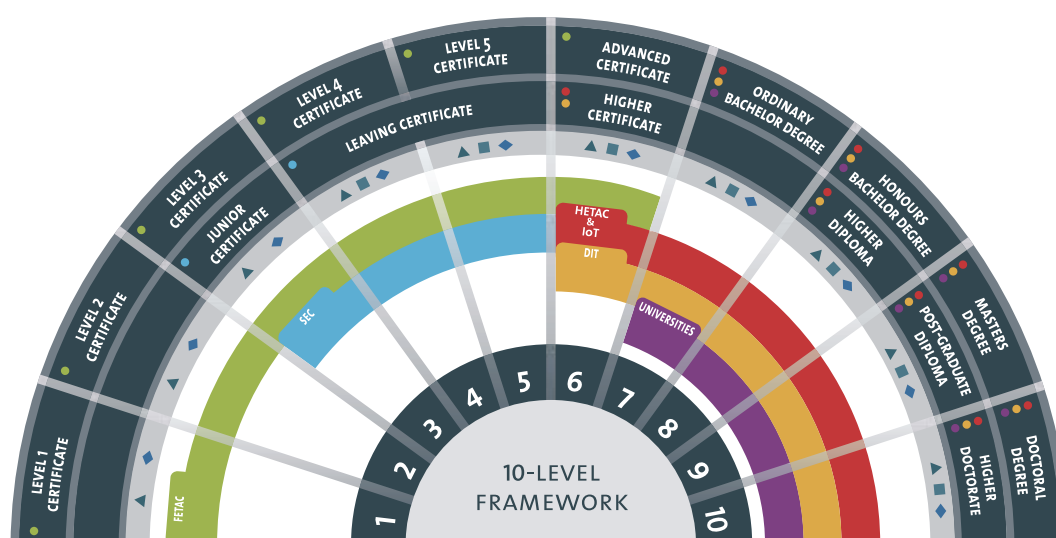 LEVEL 1
CERTIFICATE
LEVEL 2
CERTIFICATE
LEVEL 3
CERTIFICATE
JUNIOR
CERTIFICATE
LEVEL 4
CERTIFICATE
LEVEL 5
CERTIFICATE
LEAVING CERTIFICATE
ADVANCED
CERTIFICATE
HIGHER
CERTIFICATE
ORDINARY
BACHELOR DEGREE
HONOURS
BACHELOR DEGREE
HIGHER
DIPLOMA
MASTERS
DEGREE
POST-GRADUATE
DIPLOMA
DOCTORAL
DEGREE
HIGHER
DOCTORATE
FETAC
SEC
HETAC
&
IoT
DIT
UNIVERSITIES
1
2
3
4
5
6
7
8
9
10
10-LEVEL
FRAMEWORK